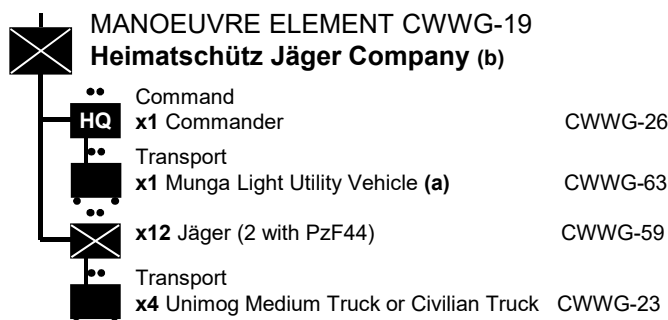 MANOEUVRE ELEMENT CWWG-19
Heimatschütz Jäger Company (b)
Command
HQ x1 Commander CWWG-26
Transport
x1 Munga Light Utility Vehicle (a) CWWG-63
x12 Jäger (2 with PzF44) CWWG-59
Transport
x4 Unimog Medium Truck or Civilian Truck CWWG-23